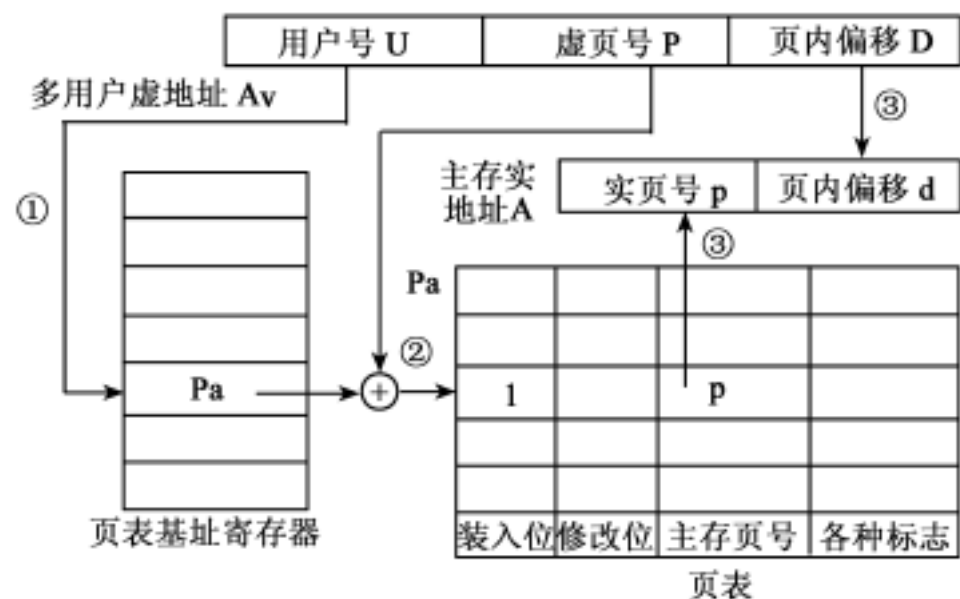 用户号 U 虚页号 P 页内偏移 D
多用户虚地址 Av
③
①
主存实
地址A
实页号 p 页内偏移 d
③
Pa
②
Pa
+
1 p
页表基址寄存器
装入位 修改位 主存页号 各种标志
页表